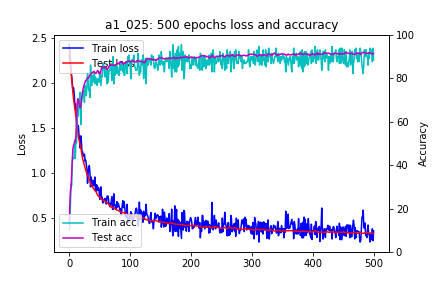 a1_025: 500 epochs loss and accuracy
Train loss
Test loss
Train acc
Test acc
Loss
Accuracy
2.5
2.0
1.5
1.0
0.5
100
80
60
40
20
0
0
100
200
300
400
500